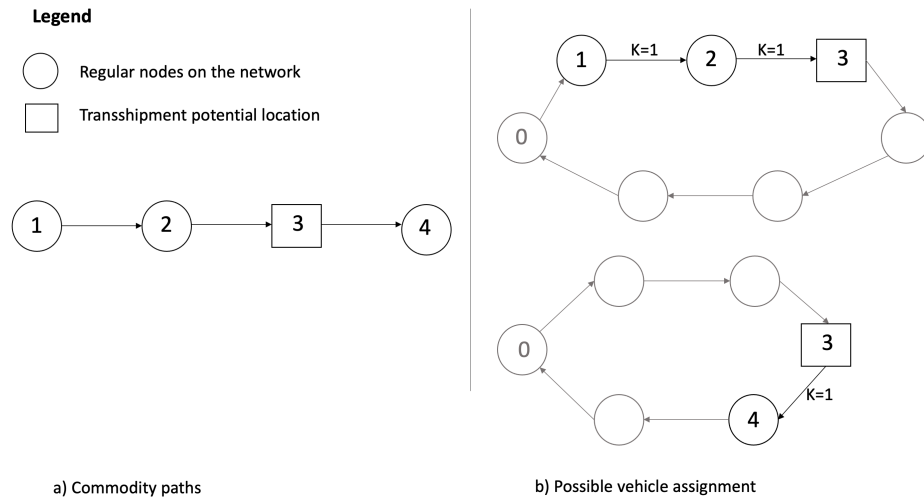 Legend
Regular nodes on the network
Transshipment potential location
1 2 3 4
a) Commodity paths
K=1 K=1
1 2 3
0
3
0
K=1
4
b) Possible vehicle assignment